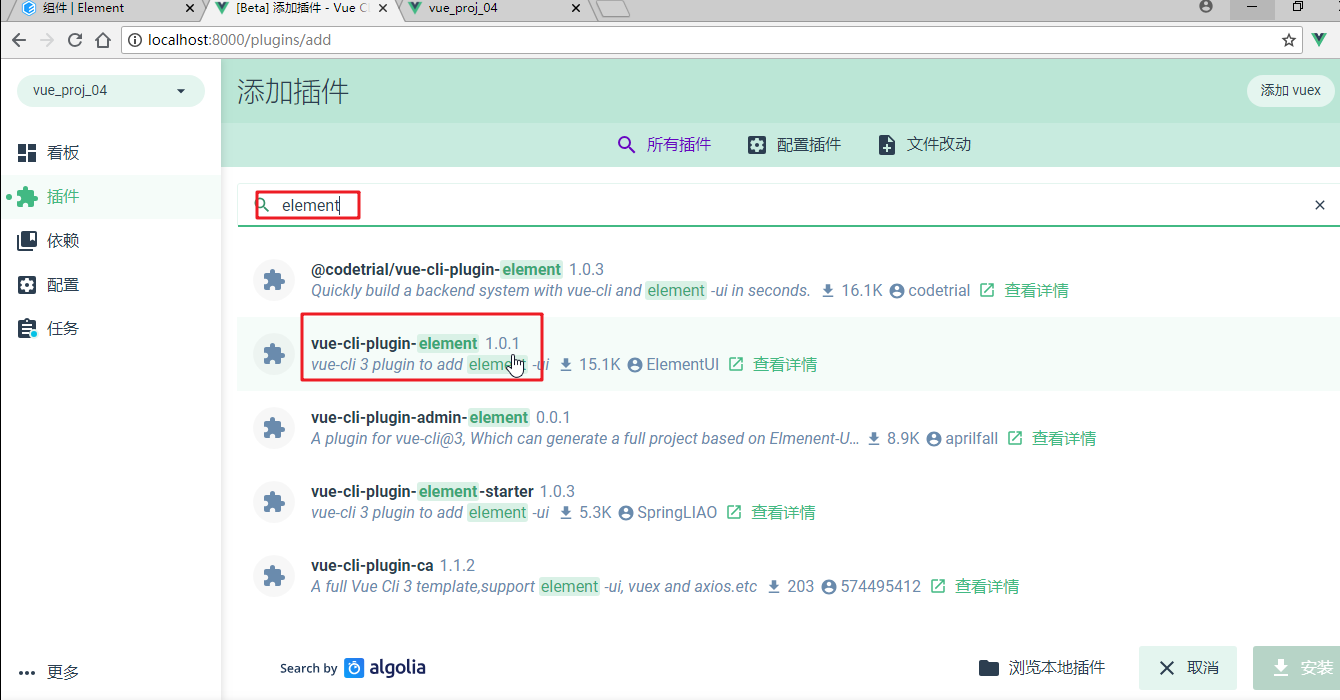 组件 | Element
[Beta] 添加插件 - Vue C
vue_proj_04
localhost:8000/plugins/add
vue_proj_04
添加插件
添加 vuex
所有插件
配置插件
文件改动
看板
插件
依赖
配置
任务
element
@codetrial/vue-cli-plugin-element 1.0.3
Quickly build a backend system with vue-cli and element -ui in seconds. 16.1K codetrial 查看详情
vue-cli-plugin-element 1.0.1
vue-cli 3 plugin to add element -ui 15.1K ElementUI 查看详情
vue-cli-plugin-admin-element 0.0.1
A plugin for vue-cli@3, Which can generate a full project based on Elmenent-U... 8.9K aprilfall 查看详情
vue-cli-plugin-element-starter 1.0.3
vue-cli 3 plugin to add element -ui 5.3K SpringLIAO 查看详情
vue-cli-plugin-ca 1.1.2
A full Vue Cli 3 template,support element -ui, vuex and axios.etc 203 574495412 查看详情
更多
Search by algolia
浏览本地插件
取消
安装